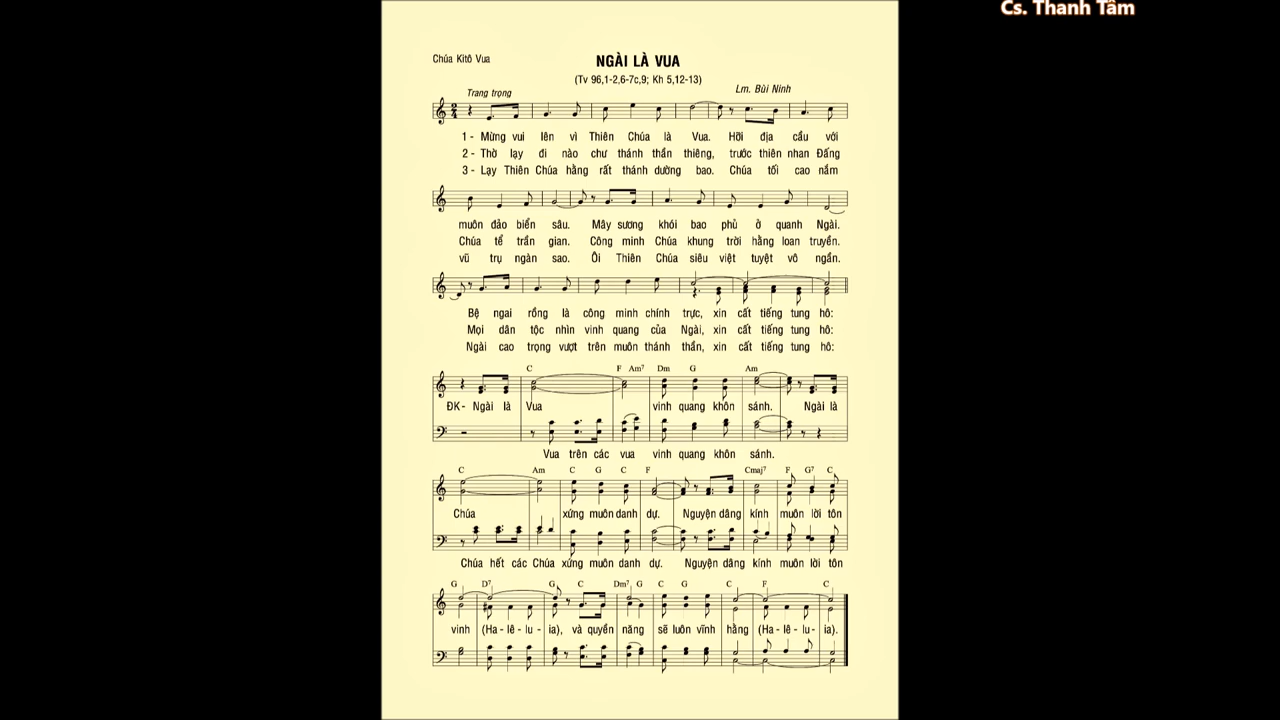 Cs. Thanh Tâm
Chúa Kitô Vua
NGÀI LÀ VUA
(Tv 96,1-2,6-7c,9; Kh 5,12-13)
Trang trọng
Lm. Bùi Ninh
1 - Mừng vui lên vì Thiên Chúa là Vua. Hỡi địa cầu với
2 - Thờ lạy đi nào chư thánh thần thiêng, trước thiên nhan Đấng
3 - Lạy Thiên Chúa hằng rất thánh dường bao. Chúa tối cao nắm
muôn đảo biển sâu. Mây sương khói bao phủ ở quanh Ngài.
Chúa tể trần gian. Công minh Chúa khung trời hằng loan truyền.
vũ trụ ngàn sao. Ôi Thiên Chúa siêu việt tuyệt vô ngần.
Bệ ngai rồng là công minh chính trực, xin cất tiếng tung hô:
Mọi dân tộc nhìn vinh quang của Ngài, xin cất tiếng tung hô:
Ngài cao trọng vượt trên muôn thánh thần, xin cất tiếng tung hô:
C F Am7 Dm G Am
ĐK- Ngài là Vua vinh quang khôn sánh. Ngài là
Vua trên các vua vinh quang khôn sánh.
C Am C G C F Cmaj7 F G7 C
Chúa xứng muôn danh dự. Nguyện dâng kính muôn lời tôn
Chúa hết các Chúa xứng muôn danh dự. Nguyện dâng kính muôn lời tôn
G D7 G C Dm7 G C G C F C
vinh (Ha - lê - lu - ia), và quyền năng sẽ luôn vĩnh hằng (Ha - lê - lu - ia).